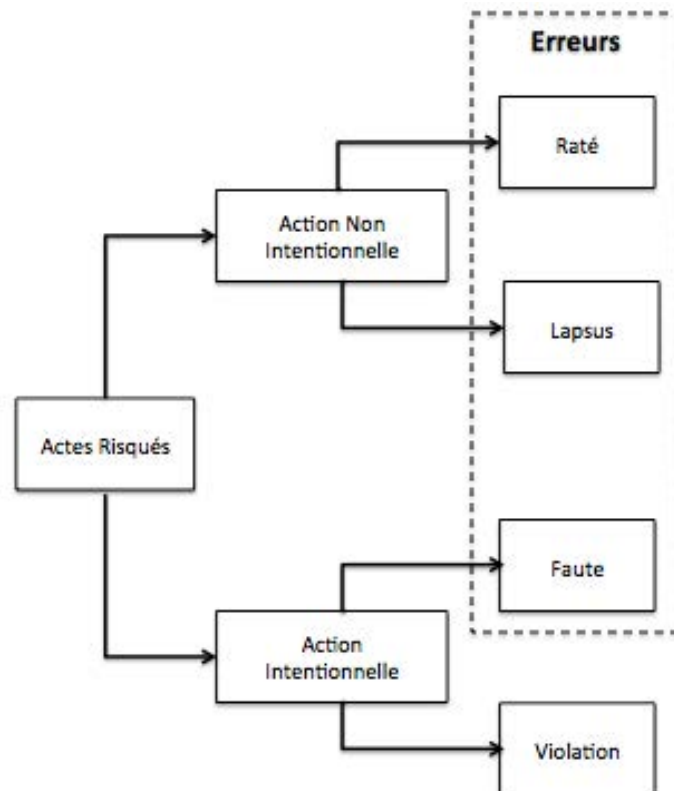 Erreurs
Raté
Action Non
Intentionnelle
Lapsus
Actes Risqués
Faute
Action
Intentionnelle
Violation